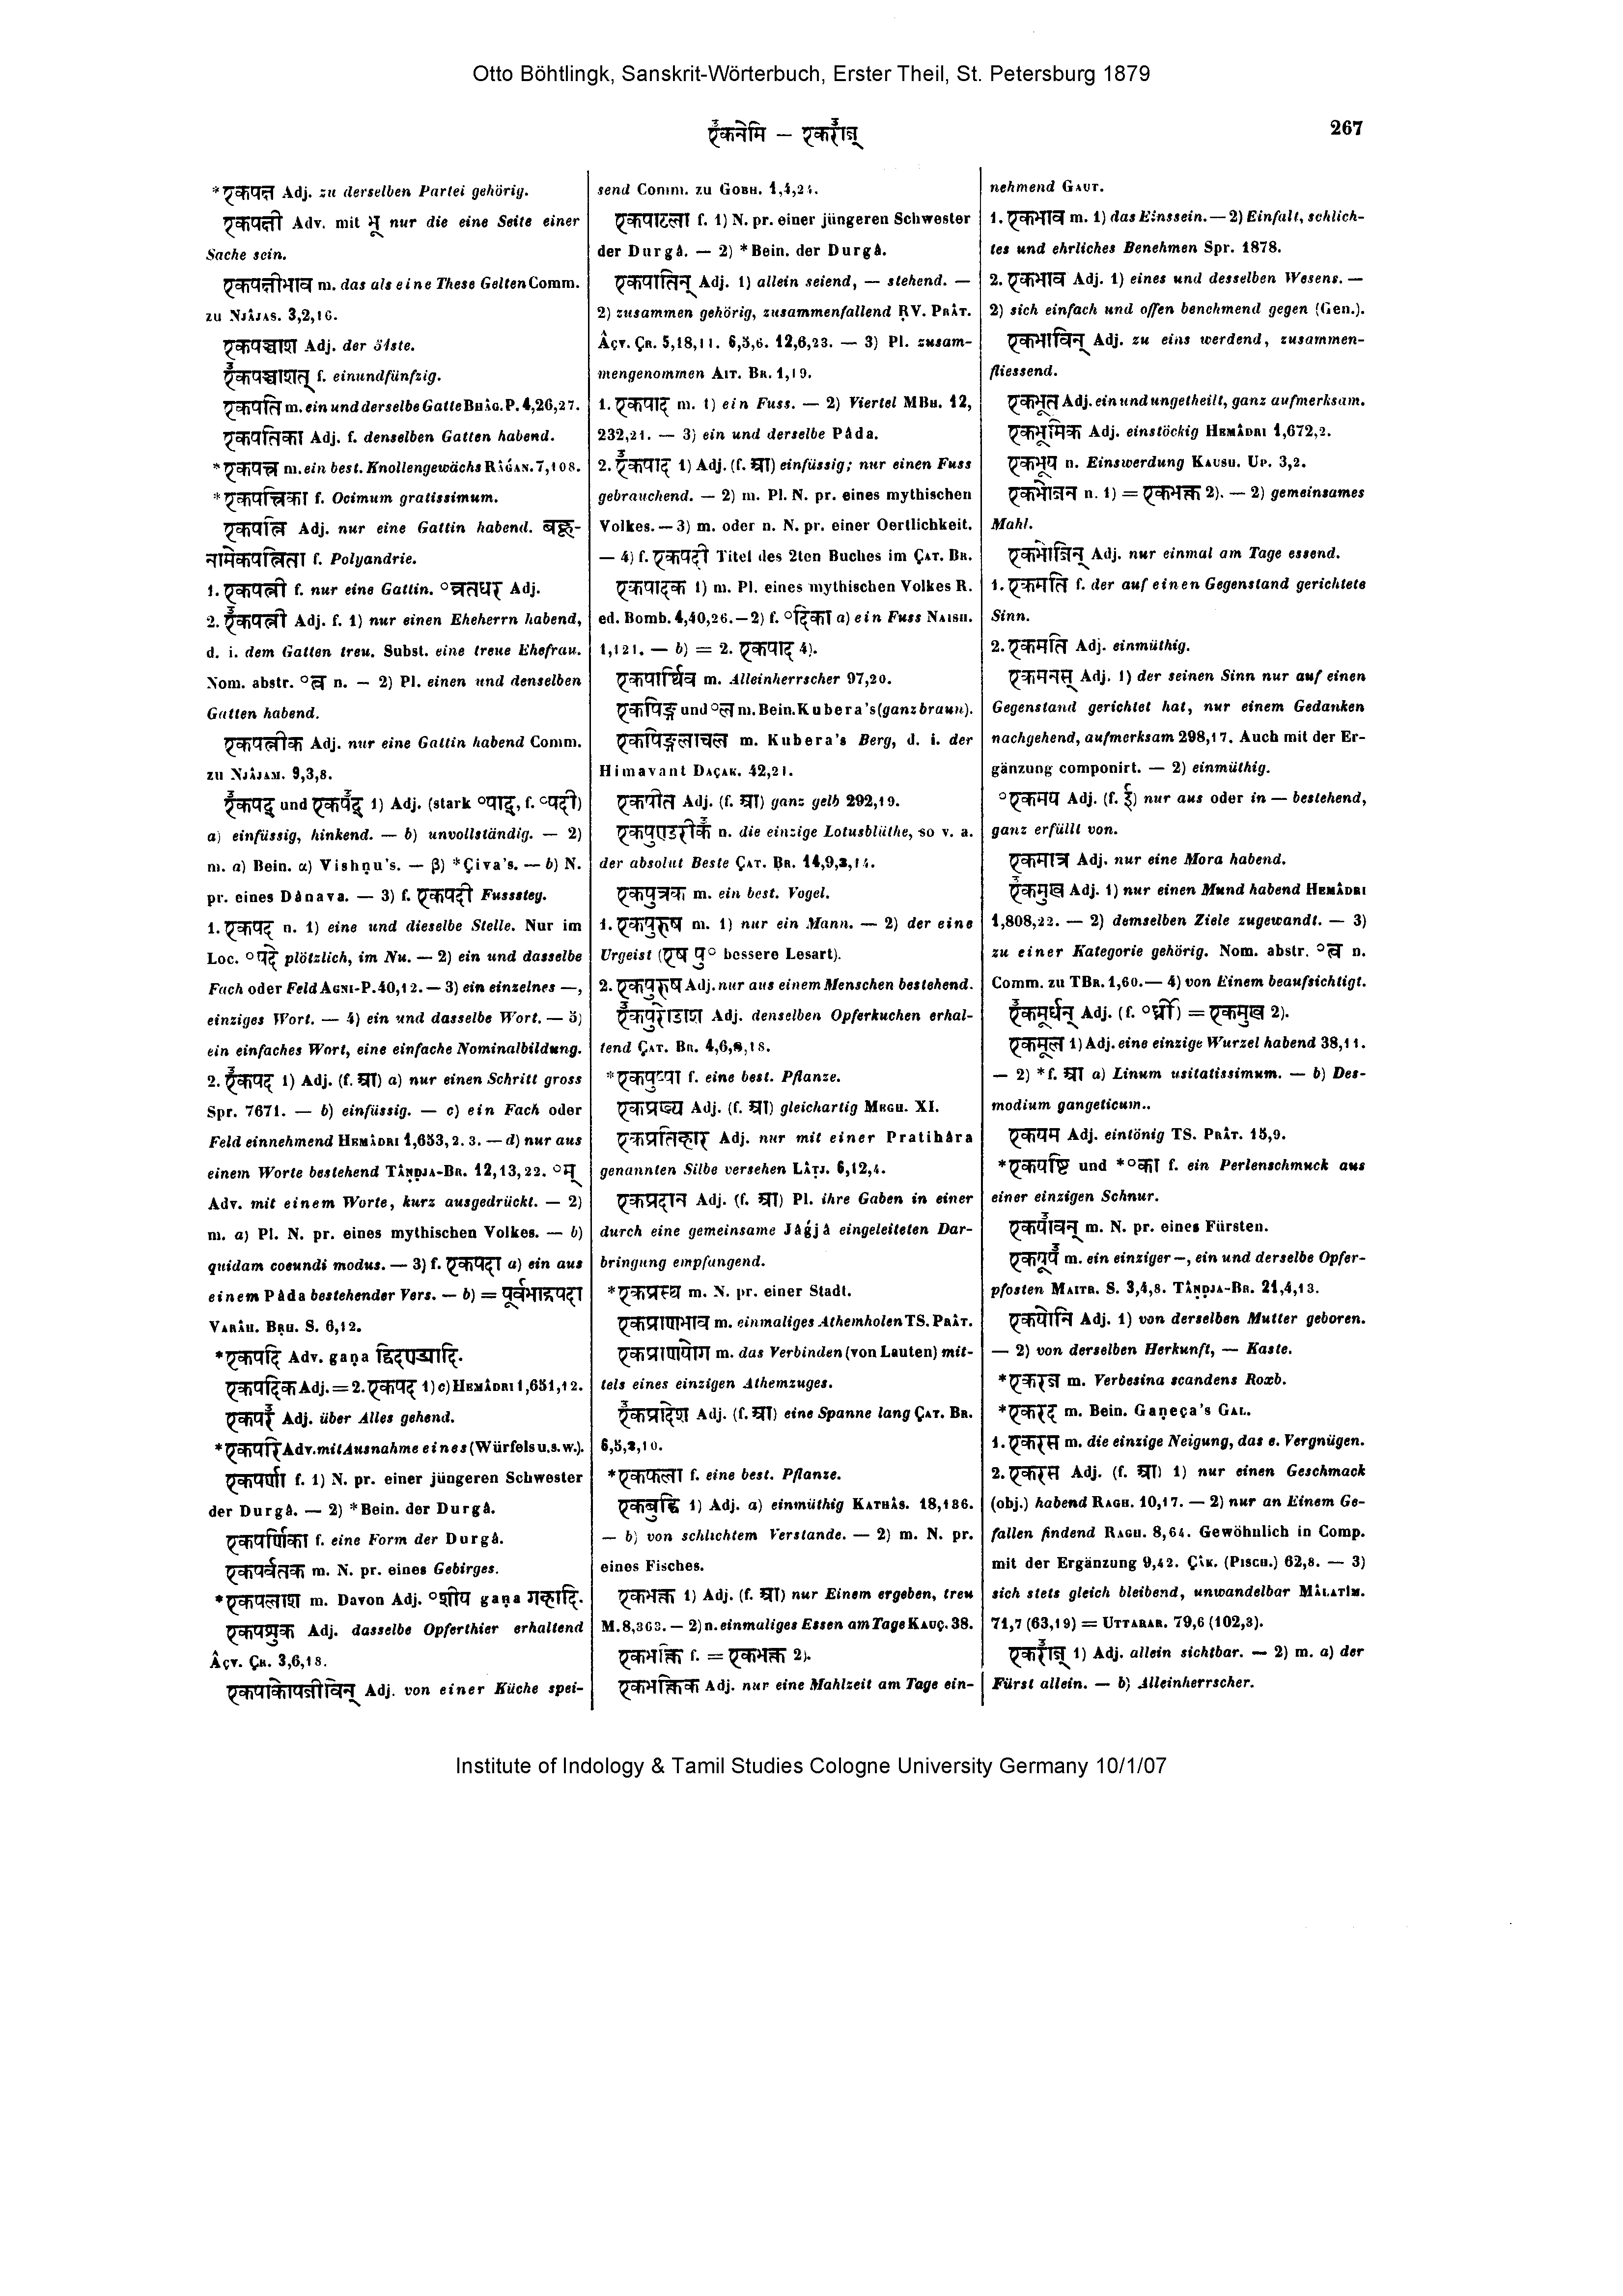 Otto Böhtlingk, Sanskrit-Wörterbuch, Erster Theil, St. Petersburg 1879
ए॑कनेमि — एकरा॑ज्
267
*एकपक्ष Adj. zu derselben Partei gehörig.
एकपक्षी Adv. mit भू nur die eine Seite einer
Sache sein.
एकपक्षीभाव m. das als eine These Gelten Comm.
zu NJÂJAS. 3,2,16.
एकपञ्चाश Adj. der 51ste.
ए॑कपञ्चाशत् f. einundfünfzig.
एकपति m. ein und derselbe Gatte BHÂG. P. 4,26,27.
एकपतिका Adj. f. denselben Gatten habend.
*एकपत्त्र m. ein best. Knollengewächs RÂGAN. 7,108.
*एकपत्त्रिका f. Ocimum gratissimum.
एकपत्नि Adj. nur eine Gattin habend. बहू-
नामेकपत्निता f. Polyandrie.
1. एकपत्नी f. nur eine Gattin. °व्रतधर Adj.
2. ए॑कपत्नी Adj. f. 1) nur einen Eheherrn habend,
d. i. dem Gatten treu. Subst. eine treue Ehefrau.
Nom. abstr. °त्व n. — 2) Pl. einen und denselben
Gatten habend.
एकपत्नीक Adj. nur eine Gattin habend Comm.
zu NJÂJAM. 9,3,8.
ए॑कपद् und एकप॑द् 1) Adj. (stark °पाद्, f. °पदी)
a) einfüssig, hinkend. — b) unvollständig. — 2)
m. a) Bein. α) Vishṇu's. — β) *Çiva's. — b) N.
pr. eines Dânava. — 3) f. एकपदी Fusssteg.
1. एकपद n. 1) eine und dieselbe Stelle. Nur im
Loc. °पदे plötzlich, im Nu. — 2) ein und dasselbe
Fach oder Feld AGNI-P. 40,12. — 3) ein einzelnes —,
einziges Wort. — 4) ein und dasselbe Wort. — 5)
ein einfaches Wort, eine einfache Nominalbildung.
2. ए॑कपद 1) Adj. (f. आ) a) nur einen Schritt gross
Spr. 7671. — b) einfüssig. — c) ein Fach oder
Feld einnehmend HEMÂDRI 1,653,2. 3. — d) nur aus
einem Worte bestehend TÂṆḌJA-BR. 12,13,22. °म्
Adv. mit einem Worte, kurz ausgedrückt. — 2)
m. a) Pl. N. pr. eines mythischen Volkes. — b)
quidam coeundi modus. — 3) f. एकपदा a) ein aus
einem Pâda bestehender Vers. — b) = पूर्वभाद्रपदा
VARÂH. BṚH. S. 6,12.
*एकपदि Adv. gaṇa द्विदण्ड्यादि.
एकपदिक Adj. = 2. एकपद 1) c) HEMÂDRI 1,651,12.
एकपर॑ Adj. über Alles gehend.
*एकपरि Adv. mit Ausnahme eines (Würfels u. s. w.).
एकपर्णा f. 1) N. pr. einer jüngeren Schwester
der Durgâ. — 2) *Bein. der Durgâ.
एकपर्णिका f. eine Form der Durgâ.
एकपर्वतक m. N. pr. eines Gebirges.
*एकपलाश m. Davon Adj. °शीय gaṇa गहादि.
एकपशुक Adj. dasselbe Opferthier erhaltend
ÂÇV. ÇR. 3,6,18.
एकपाकोपजीविन् Adj. von einer Küche spei-
send Comm. zu GOBH. 1,4,24.
एकपाटला f. 1) N. pr. einer jüngeren Schwester
der Durgâ. — 2) *Bein. der Durgâ.
एकपातिन् Adj. 1) allein seiend, — stehend. —
2) zusammen gehörig, zusammenfallend ṚV. PRÂT.
ÂÇV. ÇR. 5,18,11. 6,5,6. 12,6,23. — 3) Pl. zusam-
mengenommen AIT. BR. 1,19.
1. एकपाद m. 1) ein Fuss. — 2) Viertel MBH. 12,
232,21. — 3) ein und derselbe Pâda.
2. ए॑कपाद 1) Adj. (f. आ) einfüssig; nur einen Fuss
gebrauchend. — 2) m. Pl. N. pr. eines mythischen
Volkes. — 3) m. oder n. N. pr. einer Oertlichkeit.
— 4) f. एकपदी Titel des 2ten Buches im ÇAT. BR.
एकपादक 1) m. Pl. eines mythischen Volkes R.
ed. Bomb. 4,40,26. — 2) f. °दिका a) ein Fuss NAISH.
1,121. — b) = 2. एकपाद 4).
एकपार्थिव m. Alleinherrscher 97,20.
एकपिङ्ग und °ल m. Bein. Kubera's (ganz braun).
एकपिङ्गलाचल m. Kubera's Berg, d. i. der
Himavant DAÇAK. 42,21.
एकपीत Adj. (f. आ) ganz gelb 292,19.
एकपुण्डरीक॑ n. die einzige Lotusblüthe, so v. a.
der absolut Beste ÇAT. BR. 14,9,3,14.
एकपुत्रक m. ein best. Vogel.
1. एकपुरुष m. 1) nur ein Mann. — 2) der eine
Urgeist (एष पु° bessere Lesart).
2. एकपुरुष Adj. nur aus einem Menschen bestehend.
ए॑कपुरोडाश Adj. denselben Opferkuchen erhal-
tend ÇAT. BR. 4,6,9,18.
*एकपुष्पा f. eine best. Pflanze.
एकप्रख्य Adj. (f. आ) gleichartig MEGH. XI.
एकप्रतिहार Adj. nur mit einer Pratihâra
genannten Silbe versehen LÂṬJ. 6,12,4.
एकप्रदान Adj. (f. आ) Pl. ihre Gaben in einer
durch eine gemeinsame Jâgjâ eingeleiteten Dar-
bringung empfangend.
*एकप्रस्थ m. N. pr. einer Stadt.
एकप्राणभाव m. einmaliges Athemholen TS. PRÂT.
एकप्राणयोग m. das Verbinden (von Lauten) mit-
tels eines einzigen Athemzuges.
ए॑कप्रादेश Adj. (f. आ) eine Spanne lang ÇAT. BR.
6,5,2,10.
*एकफला f. eine best. Pflanze.
एकबुद्धि 1) Adj. a) einmüthig KATHÂS. 18,136.
— b) von schlichtem Verstande. — 2) m. N. pr.
eines Fisches.
एकभक्त 1) Adj. (f. आ) nur Einem ergeben, treu
M. 8,363. — 2) n. einmaliges Essen am Tage KAUÇ. 38.
एकभक्ति f. = एकभक्त 2).
एकभक्तिक Adj. nur eine Mahlzeit am Tage ein-
nehmend GAUT.
1. एकभाव m. 1) das Einssein. — 2) Einfalt, schlich-
tes und ehrliches Benehmen Spr. 1878.
2. एकभाव Adj. 1) eines und desselben Wesens. —
2) sich einfach und offen benehmend gegen (Gen.).
एकभाविन् Adj. zu eins werdend, zusammen-
fliessend.
एकभूत Adj. ein und ungetheilt, ganz aufmerksam.
एकभूमिक Adj. einstöckig HEMÂDRI 1,672,2.
एकभूय n. Einswerdung KAUSH. UP. 3,2.
एकभोजन n. 1) = एकभक्त 2). — 2) gemeinsames
Mahl.
एकभोजिन् Adj. nur einmal am Tage essend.
1. एकमति f. der auf einen Gegenstand gerichtete
Sinn.
2. एकमति Adj. einmüthig.
एकमनस् Adj. 1) der seinen Sinn nur auf einen
Gegenstand gerichtet hat, nur einem Gedanken
nachgehend, aufmerksam 298,17. Auch mit der Er-
gänzung componirt. — 2) einmüthig.
°एकमय Adj. (f. ई) nur aus oder in — bestehend,
ganz erfüllt von.
एकमात्र Adj. nur eine Mora habend.
ए॑कमुख Adj. 1) nur einen Mund habend HEMÂDRI
1,808,22. — 2) demselben Ziele zugewandt. — 3)
zu einer Kategorie gehörig. Nom. abstr. °त्व n.
Comm. zu TBR. 1,60. — 4) von Einem beaufsichtigt.
ए॑कमूर्धन् Adj. (f. °र्ध्नी) = एकमुख 2).
एकमूल 1) Adj. eine einzige Wurzel habend 38,11.
— 2) *f. आ a) Linum usitatissimum. — b) Des-
modium gangeticum..
एकयम Adj. eintönig TS. PRÂT. 15,9.
*एकयष्टि und *°का f. ein Perlenschmuck aus
einer einzigen Schnur.
एकया॑वन् m. N. pr. eines Fürsten.
एकयूप॑ m. ein einziger —, ein und derselbe Opfer-
pfosten MAITR. S. 3,4,8. TÂṆḌJA-BR. 21,4,13.
एकयोनि Adj. 1) von derselben Mutter geboren.
— 2) von derselben Herkunft, — Kaste.
*एकरज m. Verbesina scandens Roxb.
*एकरद m. Bein. Gaṇeça's GAL.
1. एकरस m. die einzige Neigung, das e. Vergnügen.
2. एकरस Adj. (f. आ) 1) nur einen Geschmack
(obj.) habend RAGH. 10,17. — 2) nur an Einem Ge-
fallen findend RAGH. 8,64. Gewöhnlich in Comp.
mit der Ergänzung 9,42. ÇÂK. (PISCH.) 62,8. — 3)
sich stets gleich bleibend, unwandelbar MÂLATÎM.
71,7 (63,19) = UTTARAR. 79,6 (102,3).
एकरा॑ज् 1) Adj. allein sichtbar. — 2) m. a) der
Fürst allein. — b) Alleinherrscher.
Institute of Indology & Tamil Studies Cologne University Germany 10/1/07